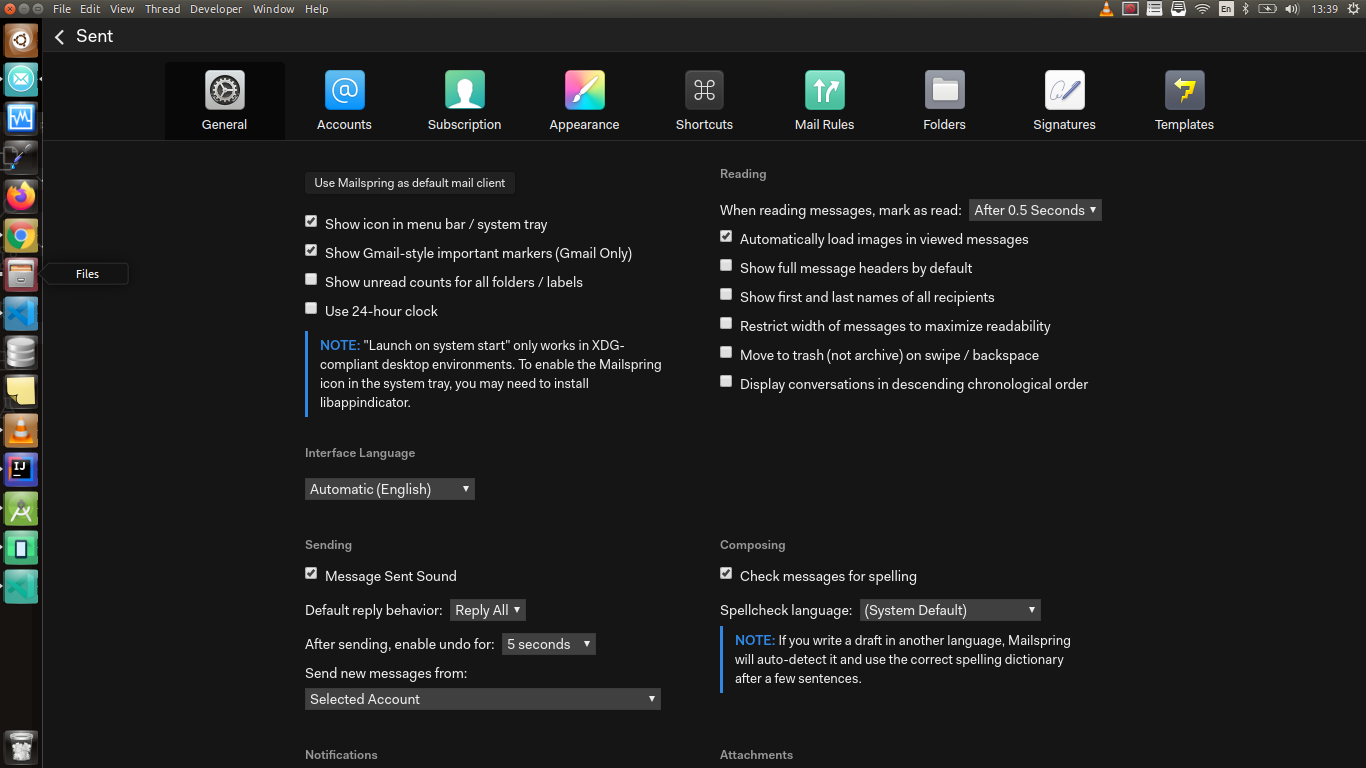 File Edit View Thread Developer Window Help
En
13:39
Sent
General
Accounts
Subscription
Appearance
Shortcuts
Mail Rules
Folders
Signatures
Templates
Files
IJ
Use Mailspring as default mail client
Show icon in menu bar / system tray
Show Gmail-style important markers (Gmail Only)
Show unread counts for all folders / labels
Use 24-hour clock
NOTE: "Launch on system start" only works in XDG-
compliant desktop environments. To enable the Mailspring
icon in the system tray, you may need to install
libappindicator.
Reading
When reading messages, mark as read: After 0.5 Seconds
Automatically load images in viewed messages
Show full message headers by default
Show first and last names of all recipients
Restrict width of messages to maximize readability
Move to trash (not archive) on swipe / backspace
Display conversations in descending chronological order
Interface Language
Automatic (English)
Sending
Message Sent Sound
Default reply behavior: Reply All
After sending, enable undo for: 5 seconds
Send new messages from:
Selected Account
Composing
Check messages for spelling
Spellcheck language: (System Default)
NOTE: If you write a draft in another language, Mailspring
will auto-detect it and use the correct spelling dictionary
after a few sentences.
Notifications
Attachments